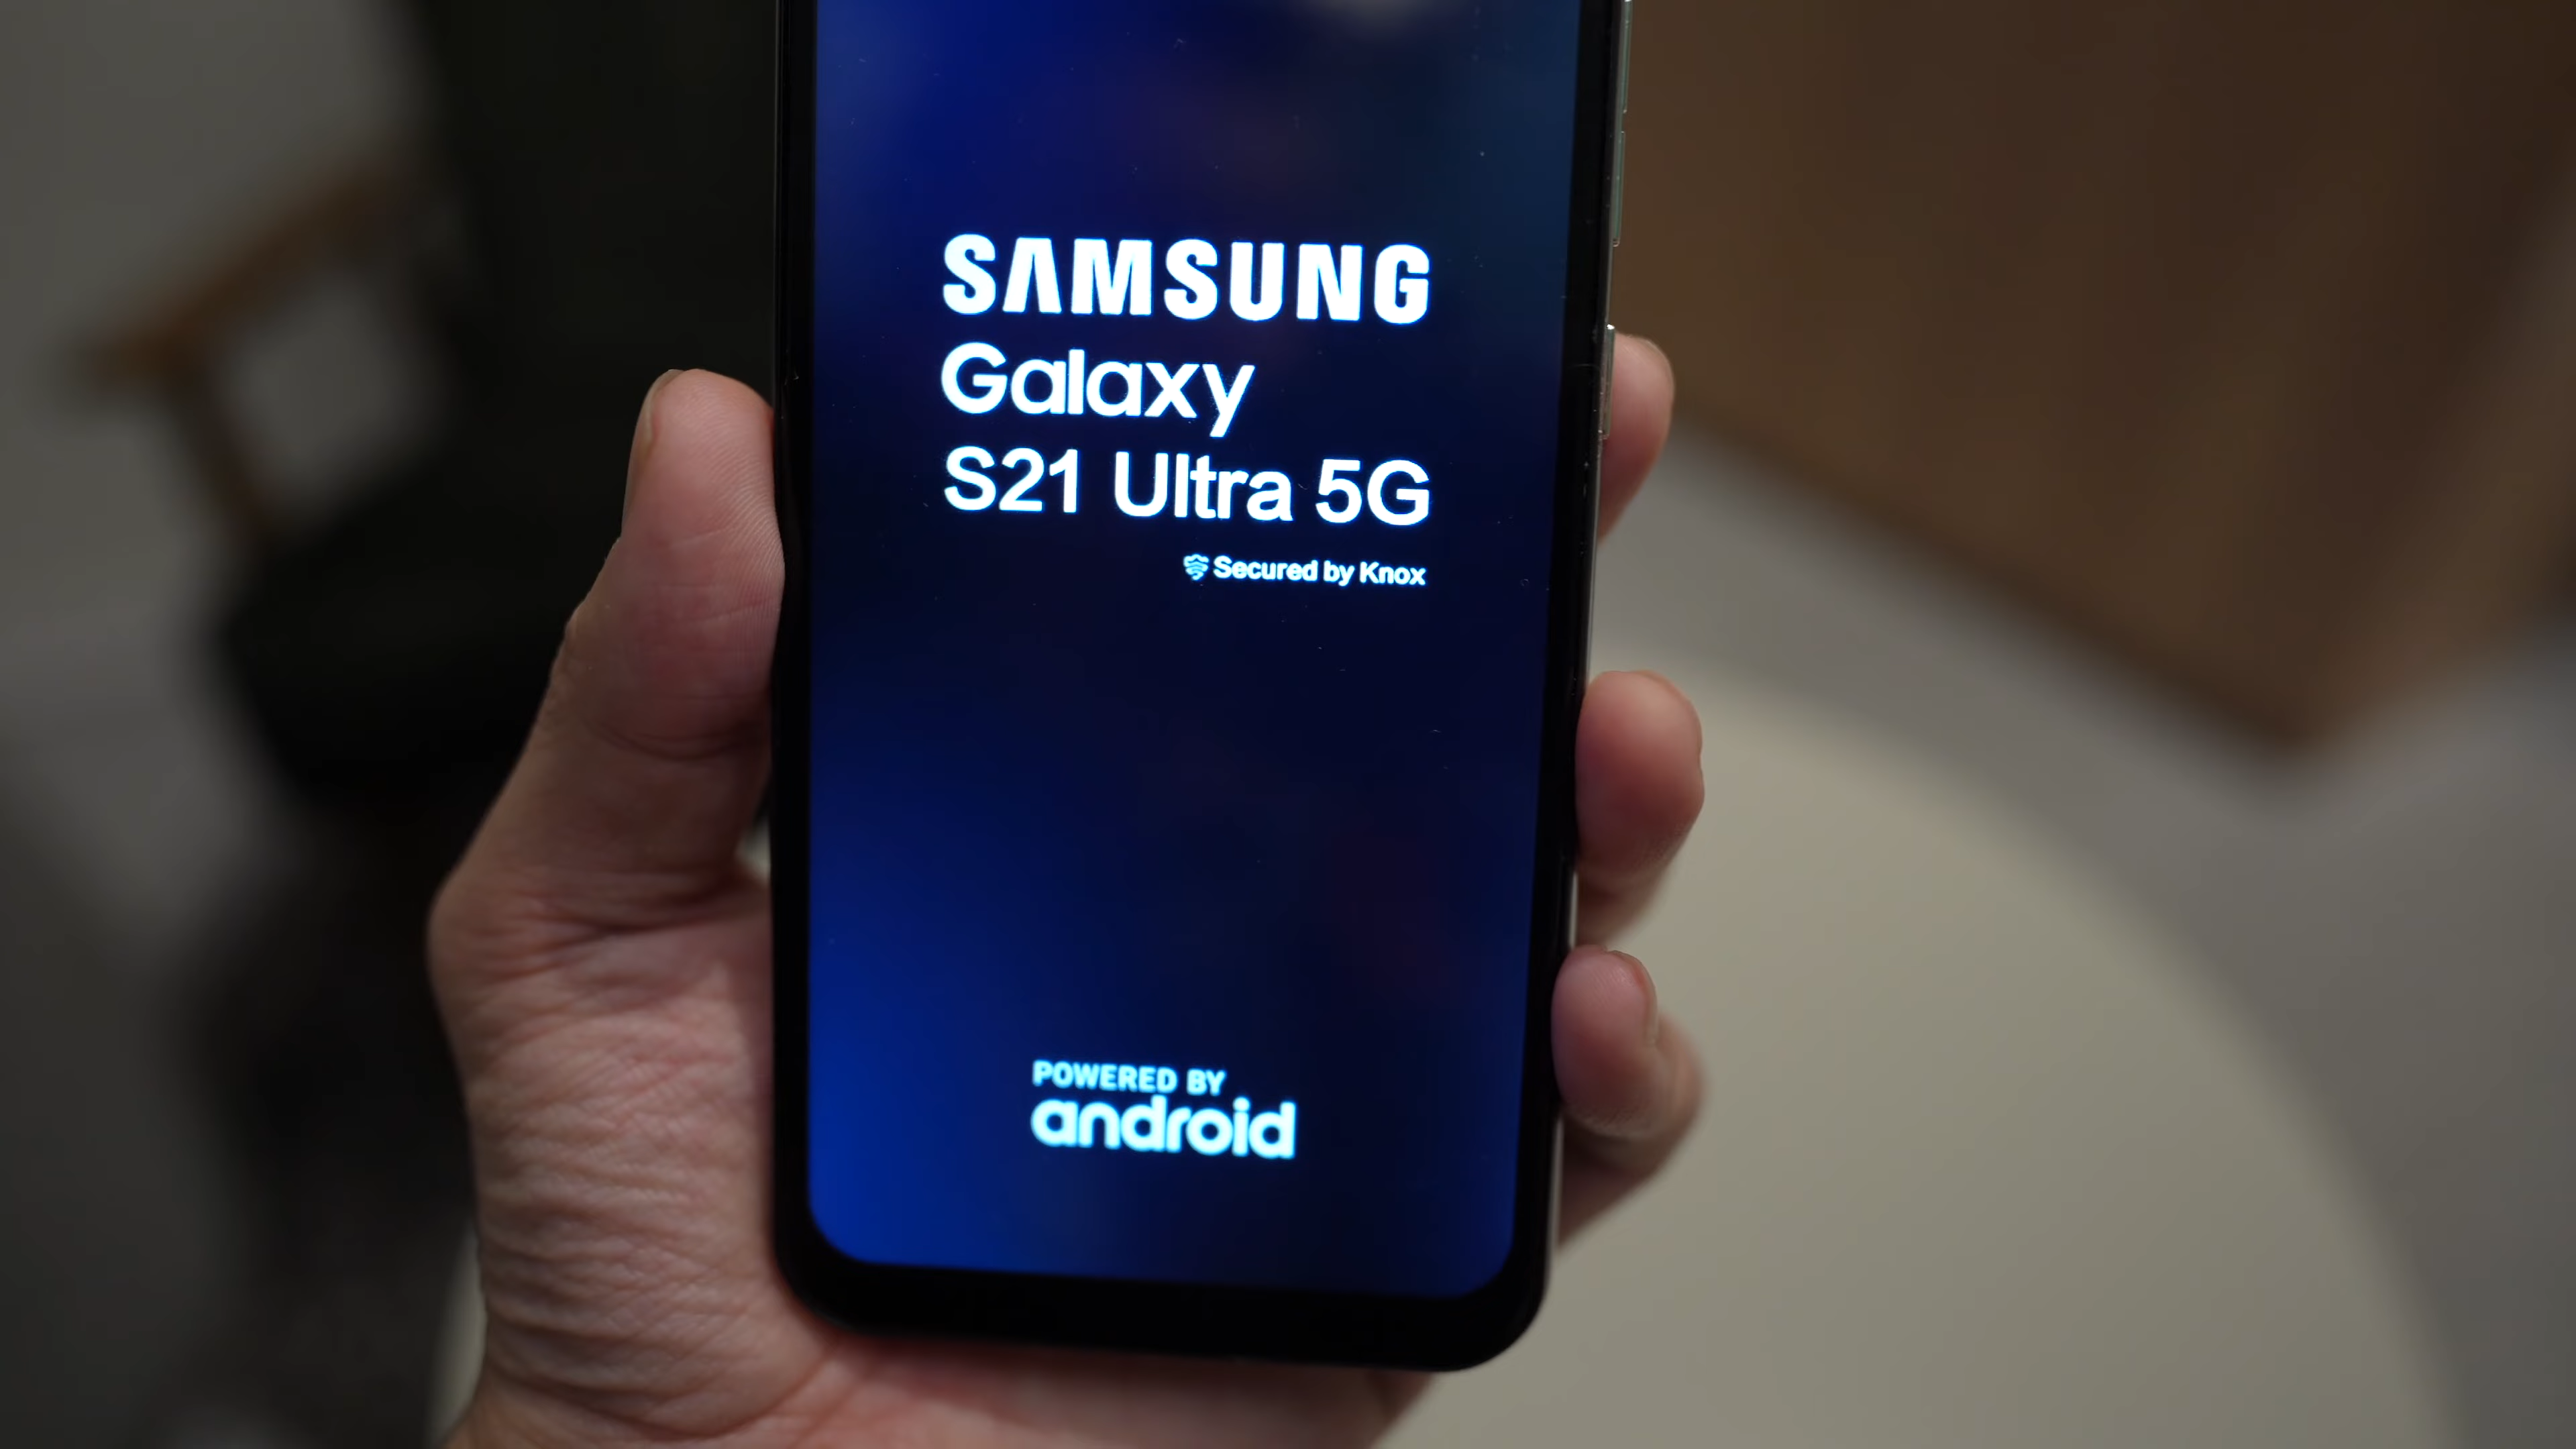 SAMSUNG
Galaxy
S21 Ultra 5G
Secured by Knox
POWERED BY
android